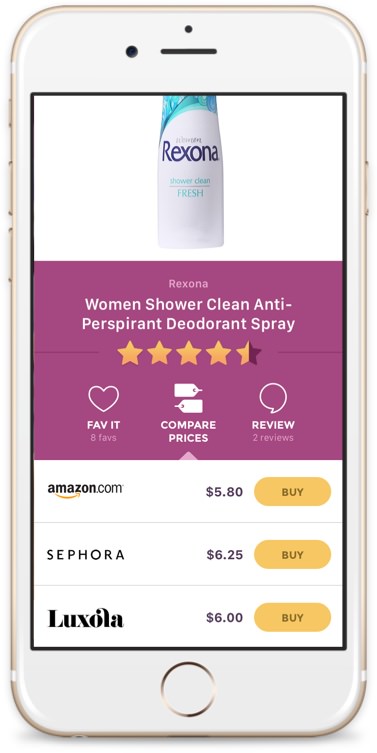 women
Rexona
shower clean
FRESH
Rexona
Women Shower Clean Anti-
Perspirant Deodorant Spray
FAV IT
8 favs
COMPARE
PRICES
REVIEW
2 reviews
amazon.com
$5.80
BUY
SEPHORA
$6.25
BUY
Luxola
$6.00
BUY